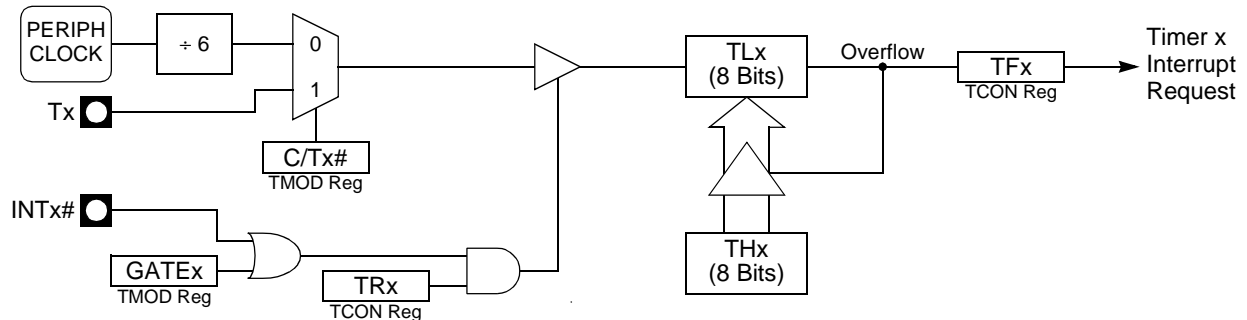 PERIPH
CLOCK
÷ 6
0
1
Tx
C/Tx#
TMOD Reg
INTx#
GATEx
TMOD Reg
TRx
TCON Reg
TLx
(8 Bits)
THx
(8 Bits)
Overflow
TFx
TCON Reg
Timer x
Interrupt
Request